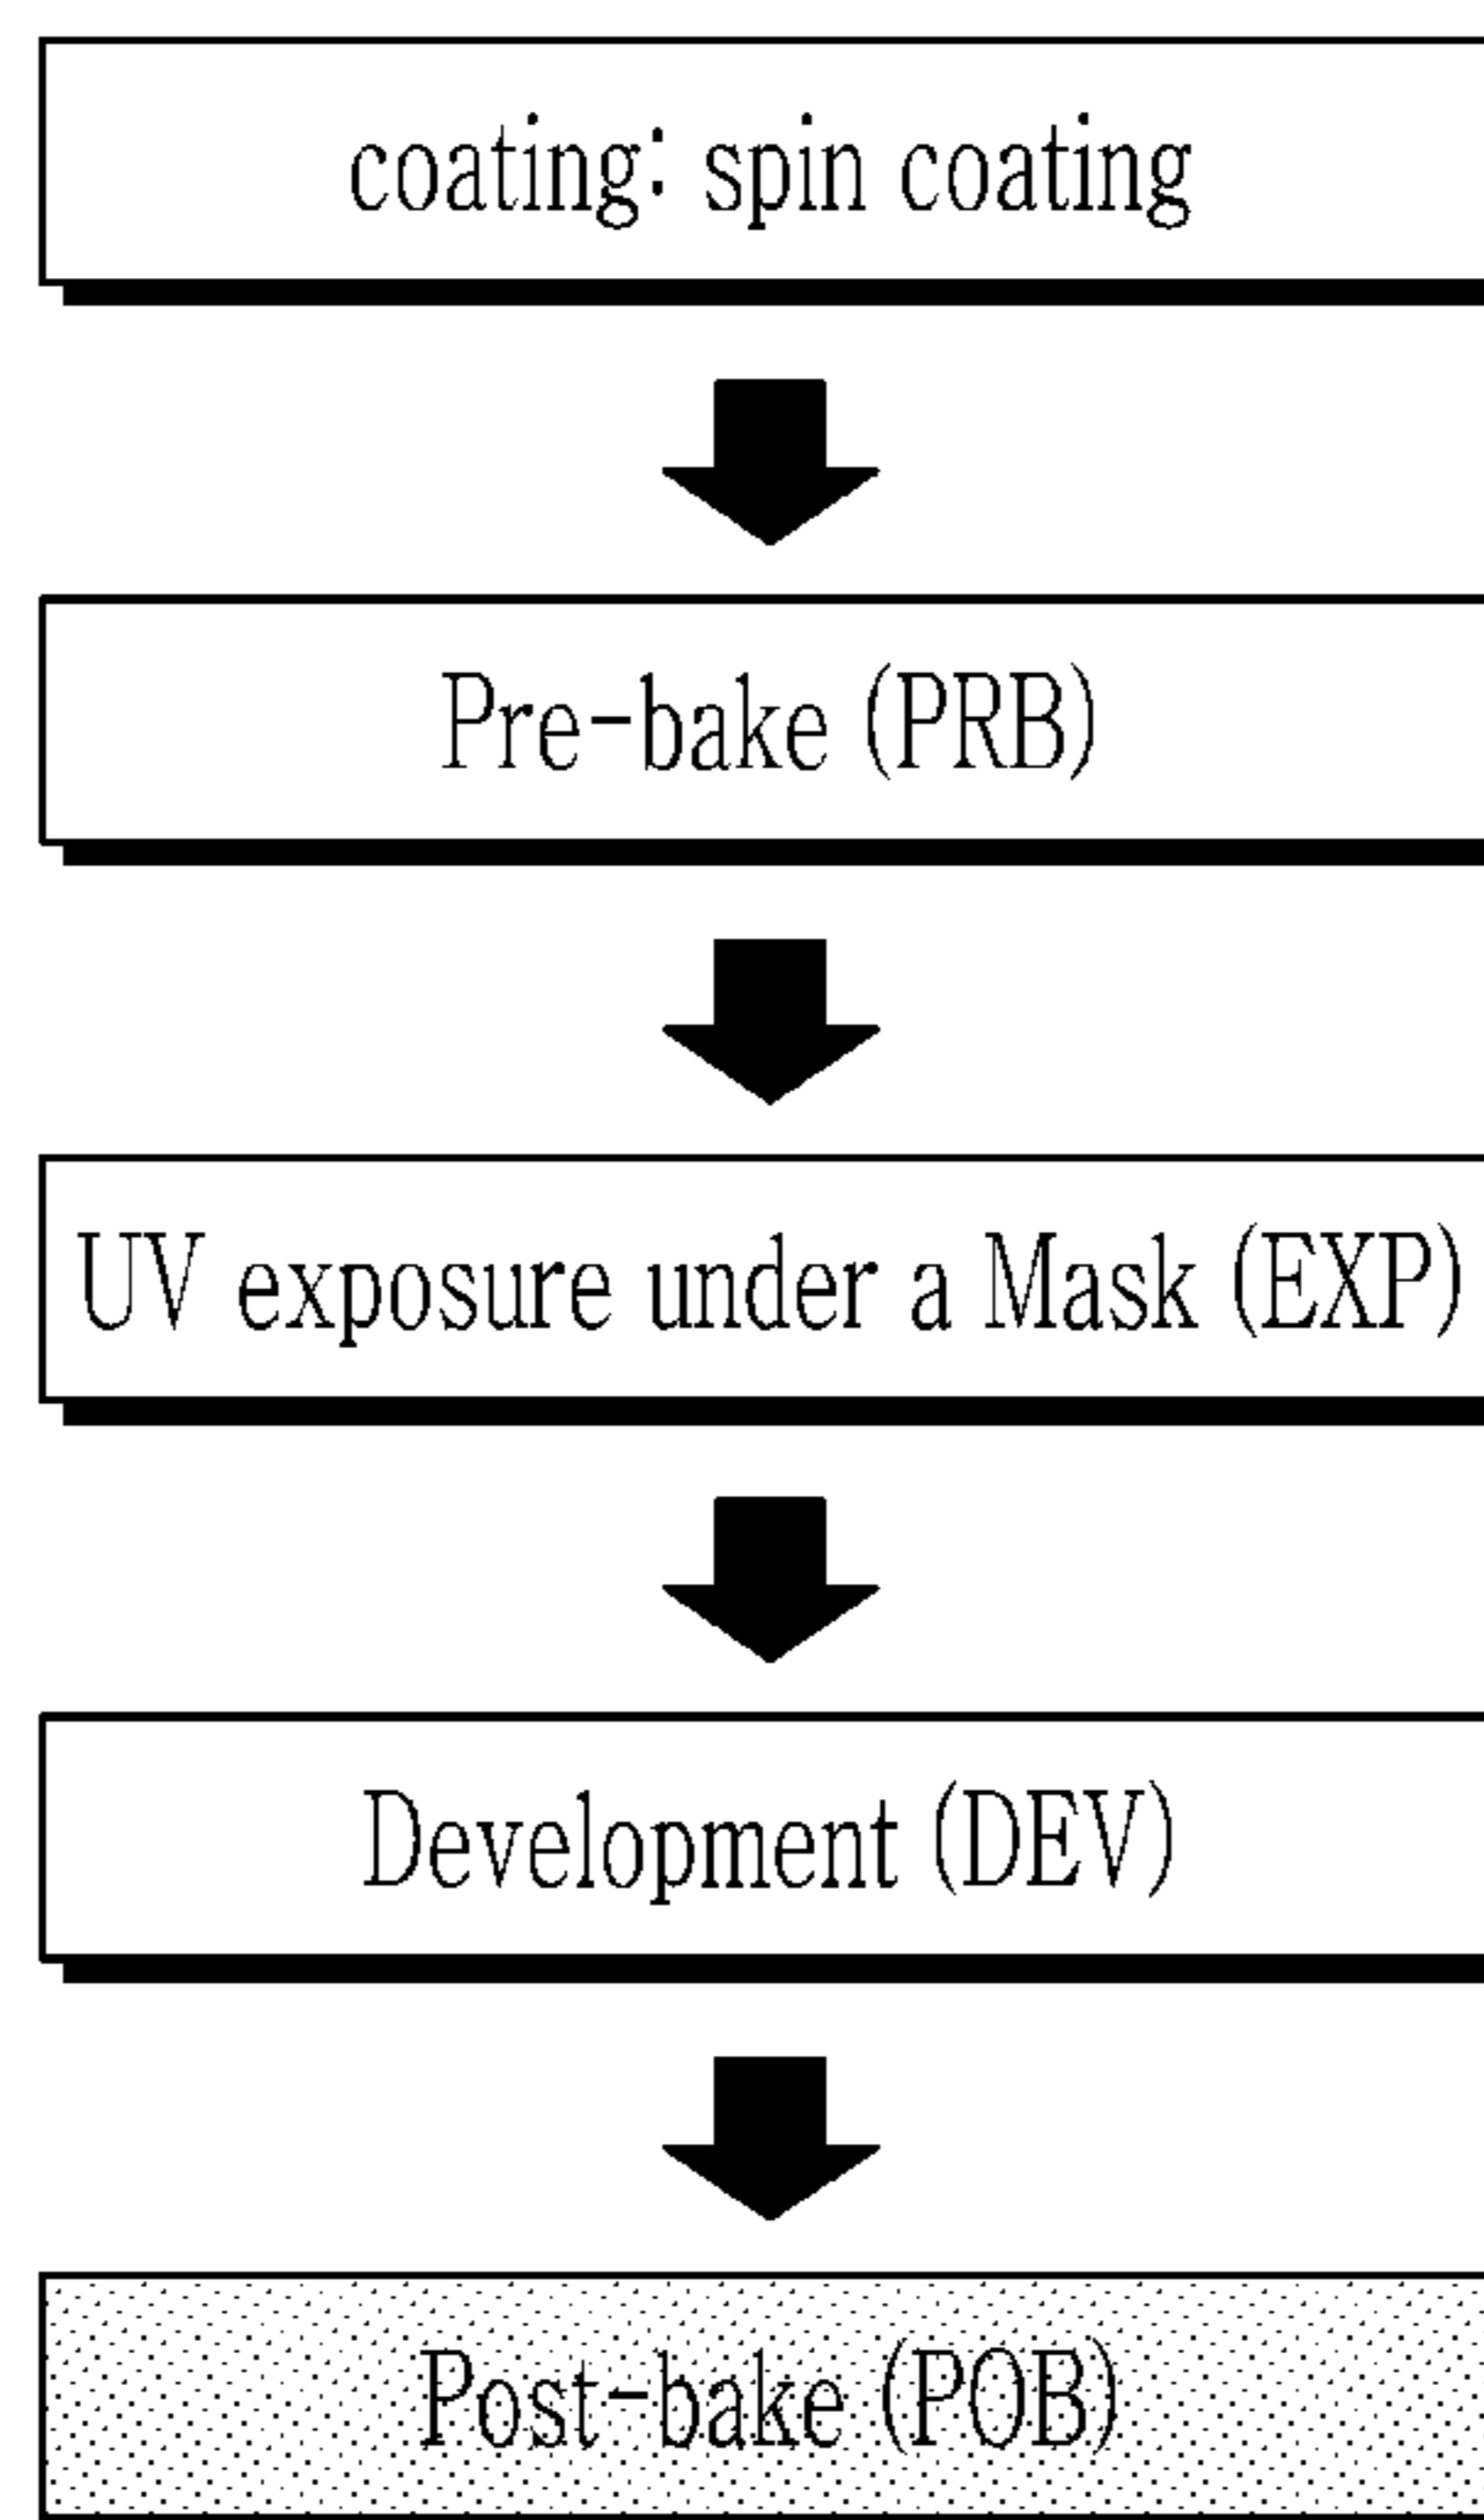 coating: spin coating
Pre-bake (PRB)
UV exposure under a Mask (EXP)
Development (DEV)
Post-bake (POB)